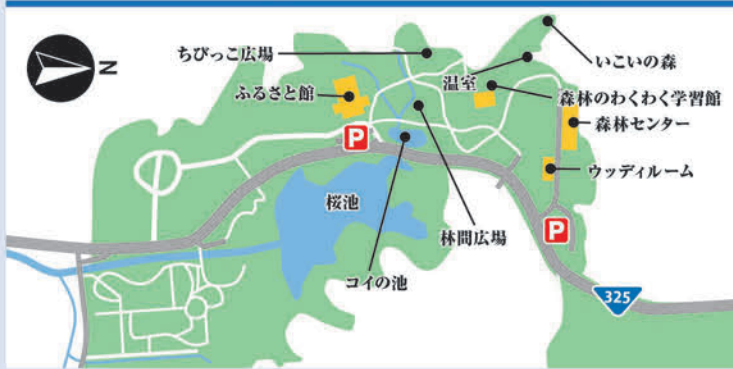 ちびっこ広場
いこいの森
N
温室
ふるさと館
森林のわくわく学習館
森林センター
P
ウッディルーム
桜池
林間広場
P
コイの池
325